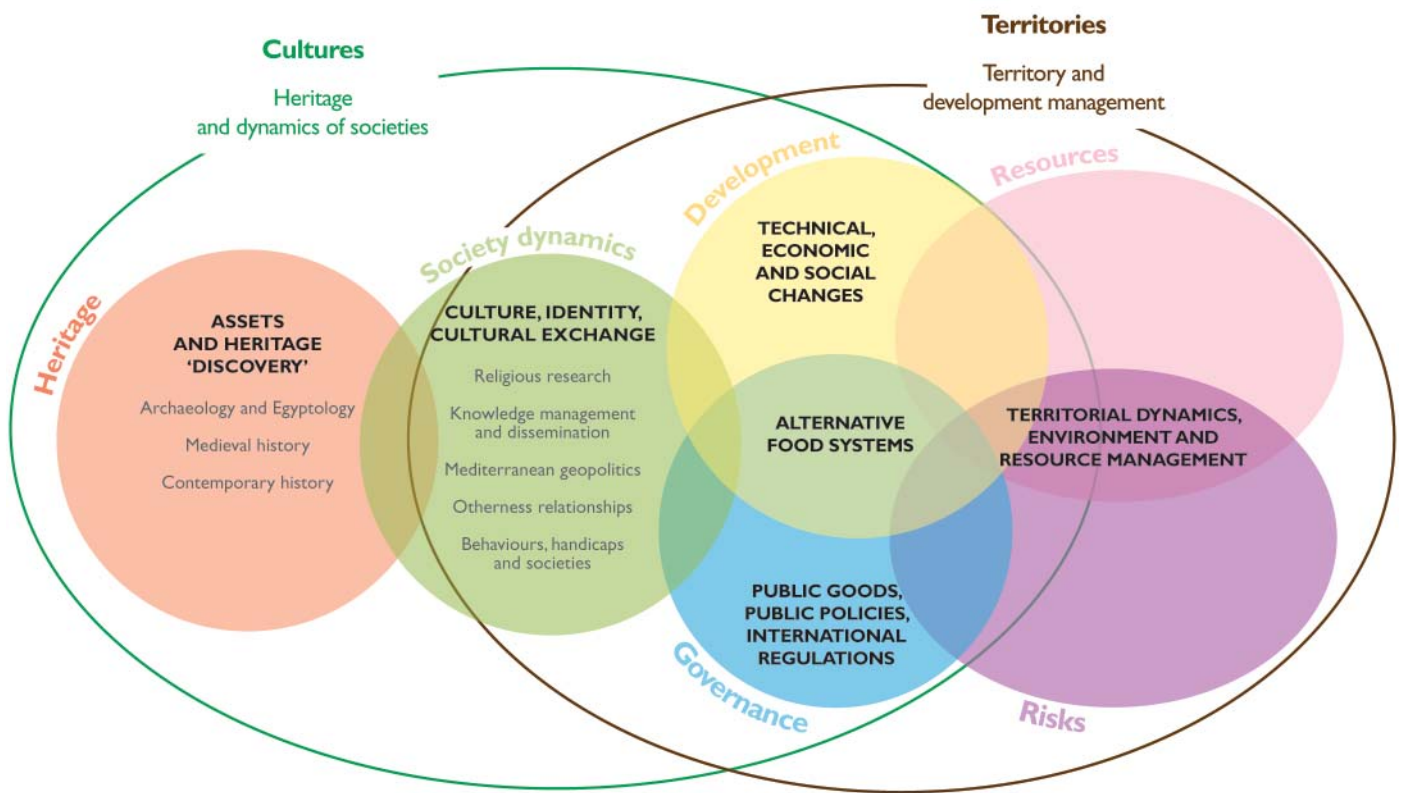 Cultures
Heritage
and dynamics of societies
Territories
Territory and
development management
Heritage
ASSETS
AND HERITAGE
‘DISCOVERY’
Archaeology and Egyptology
Medieval history
Contemporary history
Society dynamics
CULTURE, IDENTITY,
CULTURAL EXCHANGE
Religious research
Knowledge management
and dissemination
Mediterranean geopolitics
Otherness relationships
Behaviours, handicaps
and societies
Development
TECHNICAL,
ECONOMIC
AND SOCIAL
CHANGES
ALTERNATIVE
FOOD SYSTEMS
PUBLIC GOODS,
PUBLIC POLICIES,
INTERNATIONAL
REGULATIONS
Governance
Resources
TERRITORIAL DYNAMICS,
ENVIRONMENT AND
RESOURCE MANAGEMENT
Risks